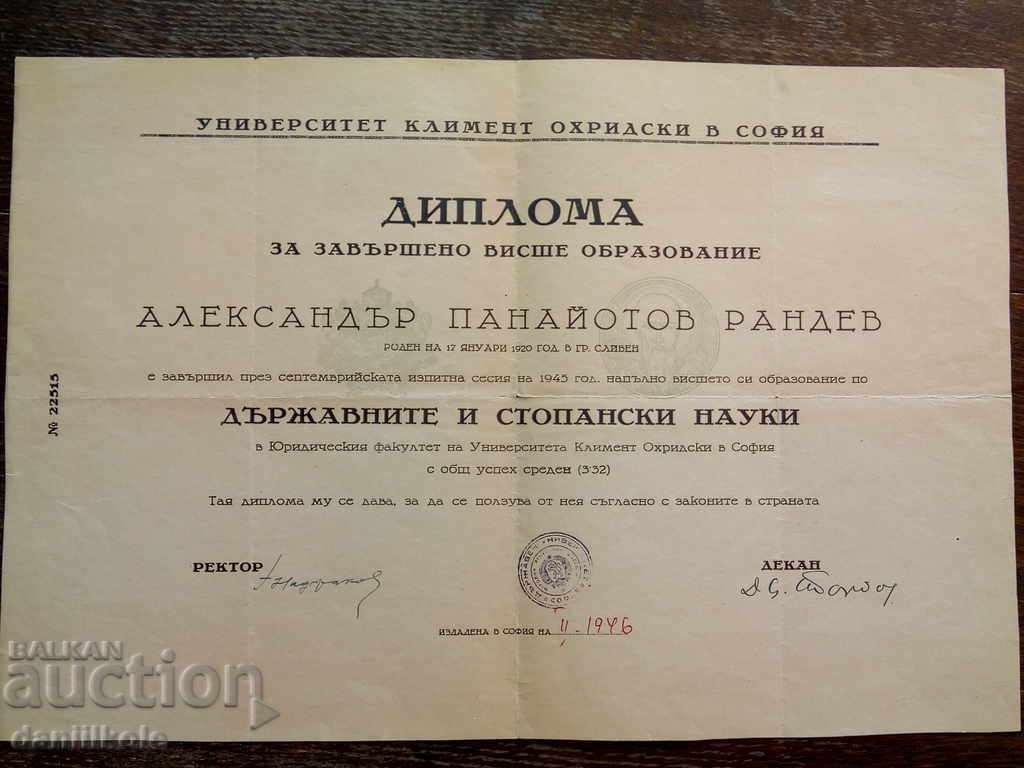 УНИВЕРСИТЕТ КЛИМЕНТ ОХРИДСКИ В СОФИЯ
ДИПЛОМА
ЗА ЗАВЪРШЕНО ВИСШЕ ОБРАЗОВАНИЕ
АЛЕКСАНДЪР ПАНАЙОТОВ РАНДЕВ
РОДЕН НА 17 ЯНУАРИ 1920 ГОД. В ГР. СЛИВЕН
е завършил през септемврийската изпитна сесия на 1945 год. напълно висшето си образование по
№ 22515
ДЪРЖАВНИТЕ И СТОПАНСКИ НАУКИ
в Юридическия факултет на Университета Климент Охридски в София
с общ успех среден (3·32)
Тая диплома му се дава, за да се ползува от нея съгласно с законите в страната
РЕКТОР
ДЕКАН
ИЗДАДЕНА В СОФИЯ НА II - 1946
BALKAN
auction
daniilkole